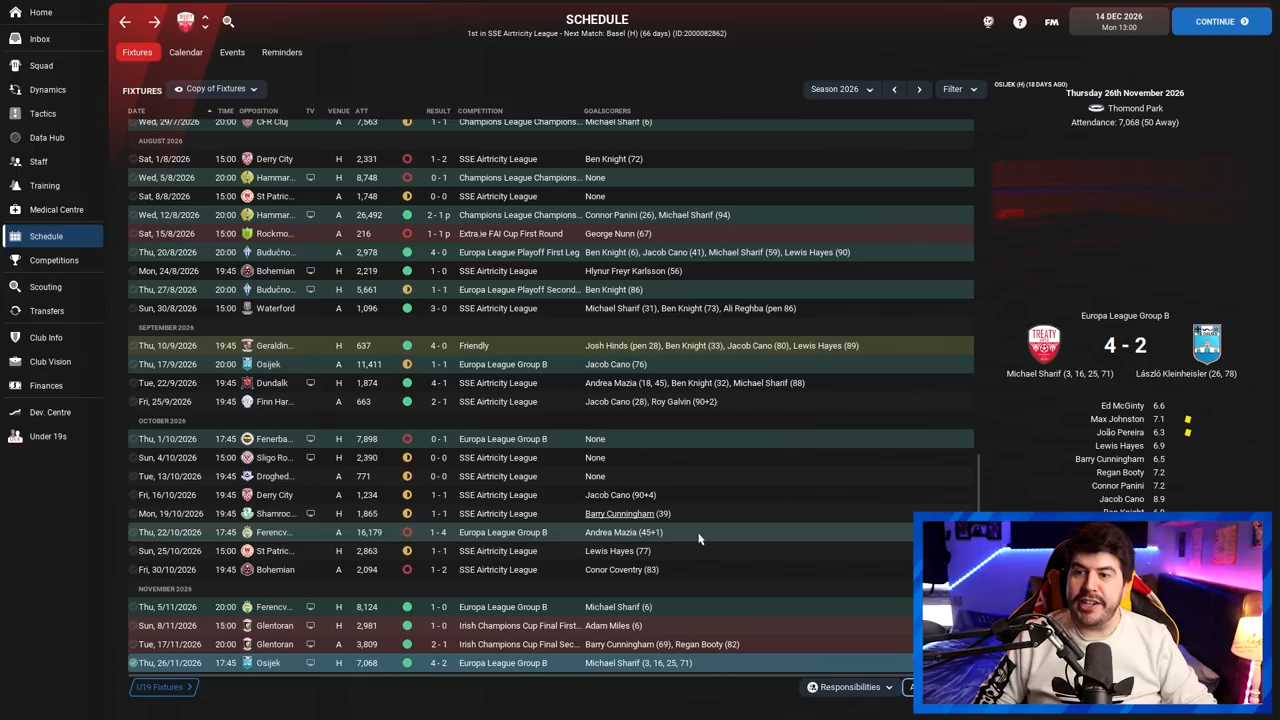 Home
Inbox
Squad
Dynamics
Tactics
Data Hub
Staff
Training
Medical Centre
Schedule
Competitions
Scouting
Transfers
Club Info
Club Vision
Finances
Dev. Centre
Under 19s
SCHEDULE
1st in SSE Airtricity League - Next Match: Basel (H) (66 days) (ID:2000082862)
FM
14 DEC 2026
Mon 13:00
CONTINUE
Fixtures Calendar Events Reminders
FIXTURES Copy of Fixtures Season 2026 Filter
DATE TIME OPPOSITION TV VENUE ATT RESULT COMPETITION GOALSCORERS
Wed, 29/7/2026 20:00 CFR Cluj A 7,563 1 - 1 Champions League Champions... Michael Sharif (6)
AUGUST 2026
Sat, 1/8/2026 15:00 Derry City H 2,331 1 - 2 SSE Airtricity League Ben Knight (72)
Wed, 5/8/2026 20:00 Hammar... H 8,748 0 - 1 Champions League Champions... None
Sat, 8/8/2026 15:00 St Patric... A 1,748 0 - 0 SSE Airtricity League None
Wed, 12/8/2026 20:00 Hammar... A 26,492 2 - 1 p Champions League Champions... Connor Panini (26), Michael Sharif (94)
Sat, 15/8/2026 20:00 Rockmo... A 216 1 - 1 p Extra.ie FAI Cup First Round George Nunn (67)
Thu, 20/8/2026 20:00 Budućno... A 2,978 4 - 0 Europa League Playoff First Leg Ben Knight (6), Jacob Cano (41), Michael Sharif (59), Lewis Hayes (90)
Mon, 24/8/2026 19:45 Bohemian H 2,219 1 - 0 SSE Airtricity League Hlynur Freyr Karlsson (56)
Thu, 27/8/2026 20:00 Budućno... H 5,661 1 - 1 Europa League Playoff Second... Ben Knight (86)
Sun, 30/8/2026 15:00 Waterford A 1,096 3 - 0 SSE Airtricity League Michael Sharif (31), Ben Knight (73), Ali Reghba (pen 86)
SEPTEMBER 2026
Thu, 10/9/2026 19:45 Geraldin... H 637 4 - 0 Friendly Josh Hinds (pen 28), Ben Knight (33), Jacob Cano (80), Lewis Hayes (89)
Thu, 17/9/2026 20:00 Osijek A 11,411 1 - 1 Europa League Group B Jacob Cano (76)
Tue, 22/9/2026 19:45 Dundalk H 1,874 4 - 1 SSE Airtricity League Andrea Mazia (18, 45), Ben Knight (32), Michael Sharif (88)
Fri, 25/9/2026 19:45 Finn Har... A 663 2 - 1 SSE Airtricity League Jacob Cano (28), Roy Galvin (90+2)
OCTOBER 2026
Thu, 1/10/2026 17:45 Fenerba... H 7,898 0 - 1 Europa League Group B None
Sun, 4/10/2026 15:00 Sligo Ro... H 2,390 0 - 0 SSE Airtricity League None
Tue, 13/10/2026 19:45 Droghed... A 771 0 - 0 SSE Airtricity League None
Fri, 16/10/2026 19:45 Derry City A 1,234 1 - 1 SSE Airtricity League Jacob Cano (90+4)
Mon, 19/10/2026 19:45 Shamroc... H 1,865 1 - 1 SSE Airtricity League Barry Cunningham (39)
Thu, 22/10/2026 17:45 Ferencv... A 16,179 1 - 4 Europa League Group B Andrea Mazia (45+1)
Sun, 25/10/2026 15:00 St Patric... H 2,863 1 - 1 SSE Airtricity League Lewis Hayes (77)
Fri, 30/10/2026 19:45 Bohemian A 2,094 1 - 2 SSE Airtricity League Conor Coventry (83)
NOVEMBER 2026
Thu, 5/11/2026 20:00 Ferencv... H 8,124 1 - 0 Europa League Group B Michael Sharif (6)
Sun, 8/11/2026 15:00 Glentoran H 2,981 1 - 0 Irish Champions Cup Final First... Adam Miles (6)
Tue, 17/11/2026 20:00 Glentoran A 3,809 2 - 1 Irish Champions Cup Final Sec... Barry Cunningham (69), Regan Booty (82)
Thu, 26/11/2026 17:45 Osijek H 7,068 4 - 2 Europa League Group B Michael Sharif (3, 16, 25, 71)
U19 Fixtures
Responsibilities
OSIJEK (H) (18 DAYS AGO)
Thursday 26th November 2026
Thomond Park
Attendance: 7,068 (50 Away)
Europa League Group B
TREATY
4 - 2
Michael Sharif (3, 16, 25, 71) László Kleinheisler (26, 78)
Ed McGinty 6.6
Max Johnston 7.1
João Pereira 6.3
Lewis Hayes 6.9
Barry Cunningham 6.5
Regan Booty 7.2
Connor Panini 7.2
Jacob Cano 8.9